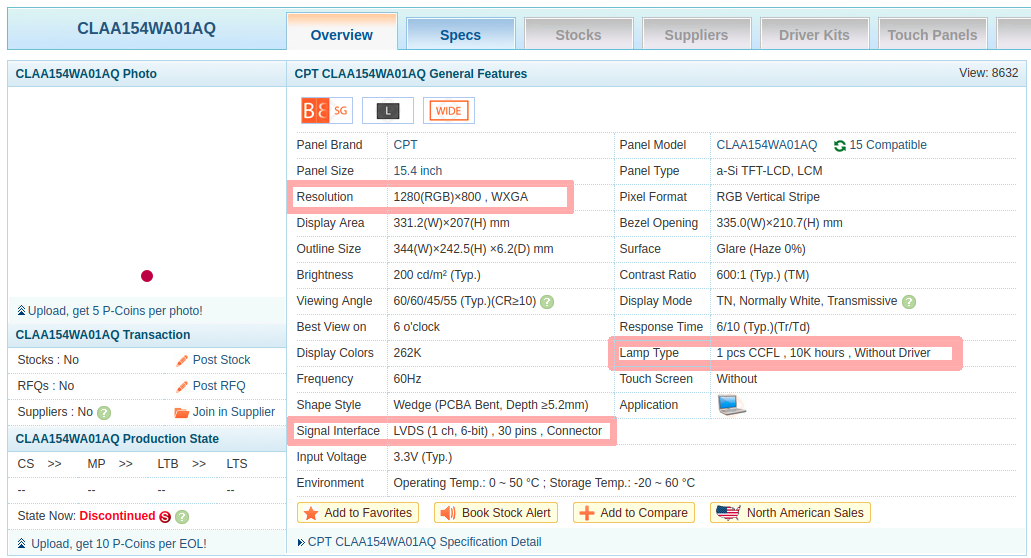 CLAA154WA01AQ
Overview Specs Stocks Suppliers Driver Kits Touch Panels
CLAA154WA01AQ Photo
Upload, get 5 P-Coins per photo!
CLAA154WA01AQ Transaction
Stocks : No Post Stock
RFQs : No Post RFQ
Suppliers : No ? Join in Supplier
CLAA154WA01AQ Production State
CS >> MP >> LTB >> LTS
-- -- -- --
State Now: Discontinued S ?
Upload, get 10 P-Coins per EOL!
CPT CLAA154WA01AQ General Features View: 8632
SG L WIDE
Panel Brand CPT Panel Model CLAA154WA01AQ 15 Compatible
Panel Size 15.4 inch Panel Type a-Si TFT-LCD, LCM
Resolution 1280(RGB)×800 , WXGA Pixel Format RGB Vertical Stripe
Display Area 331.2(W)×207(H) mm Bezel Opening 335.0(W)×210.7(H) mm
Outline Size 344(W)×242.5(H) ×6.2(D) mm Surface Glare (Haze 0%)
Brightness 200 cd/m² (Typ.) Contrast Ratio 600:1 (Typ.) (TM)
Viewing Angle 60/60/45/55 (Typ.)(CR≥10) ? Display Mode TN, Normally White, Transmissive ?
Best View on 6 o'clock Response Time 6/10 (Typ.)(Tr/Td)
Display Colors 262K Lamp Type 1 pcs CCFL , 10K hours , Without Driver
Frequency 60Hz Touch Screen Without
Shape Style Wedge (PCBA Bent, Depth ≥5.2mm) Application
Signal Interface LVDS (1 ch, 6-bit) , 30 pins , Connector
Input Voltage 3.3V (Typ.)
Environment Operating Temp.: 0 ~ 50 °C ; Storage Temp.: -20 ~ 60 °C
Add to Favorites Book Stock Alert Add to Compare North American Sales
CPT CLAA154WA01AQ Specification Detail